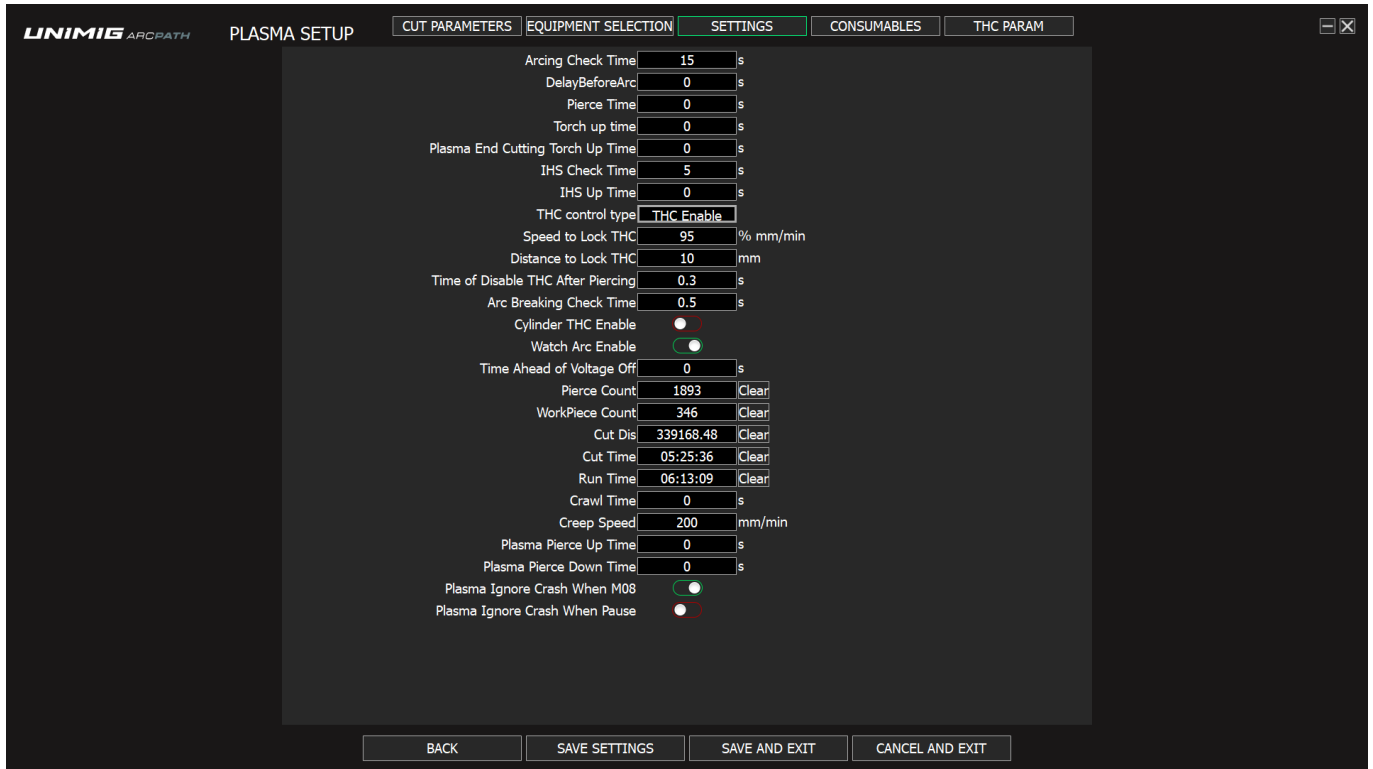 UNIMIG ARCPATH PLASMA SETUP CUT PARAMETERS EQUIPMENT SELECTION SETTINGS CONSUMABLES THC PARAM
Arcing Check Time 15 s
DelayBeforeArc 0 s
Pierce Time 0 s
Torch up time 0 s
Plasma End Cutting Torch Up Time 0 s
IHS Check Time 5 s
IHS Up Time 0 s
THC control type THC Enable
Speed to Lock THC 95 % mm/min
Distance to Lock THC 10 mm
Time of Disable THC After Piercing 0.3 s
Arc Breaking Check Time 0.5 s
Cylinder THC Enable
Watch Arc Enable
Time Ahead of Voltage Off 0 s
Pierce Count 1893 Clear
WorkPiece Count 346 Clear
Cut Dis 339168.48 Clear
Cut Time 05:25:36 Clear
Run Time 06:13:09 Clear
Crawl Time 0 s
Creep Speed 200 mm/min
Plasma Pierce Up Time 0 s
Plasma Pierce Down Time 0 s
Plasma Ignore Crash When M08
Plasma Ignore Crash When Pause
BACK SAVE SETTINGS SAVE AND EXIT CANCEL AND EXIT